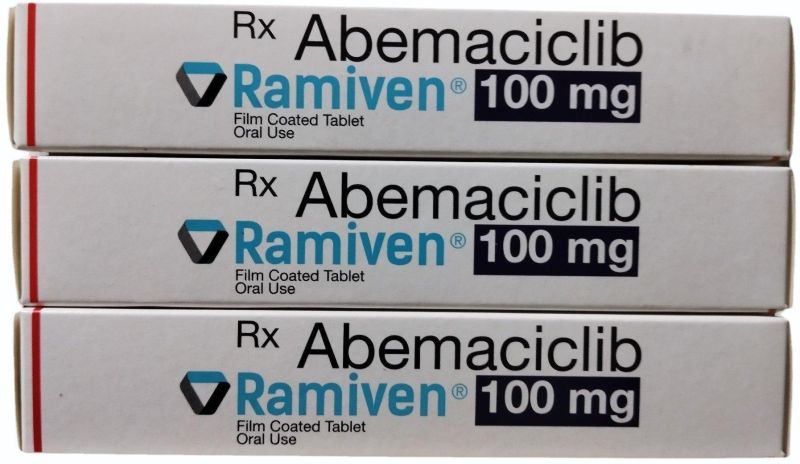 Rx Abemaciclib
Ramiven® 100 mg
Film Coated Tablet
Oral Use
Rx Abemaciclib
Ramiven® 100 mg
Film Coated Tablet
Oral Use
Rx Abemaciclib
Ramiven® 100 mg
Film Coated Tablet
Oral Use